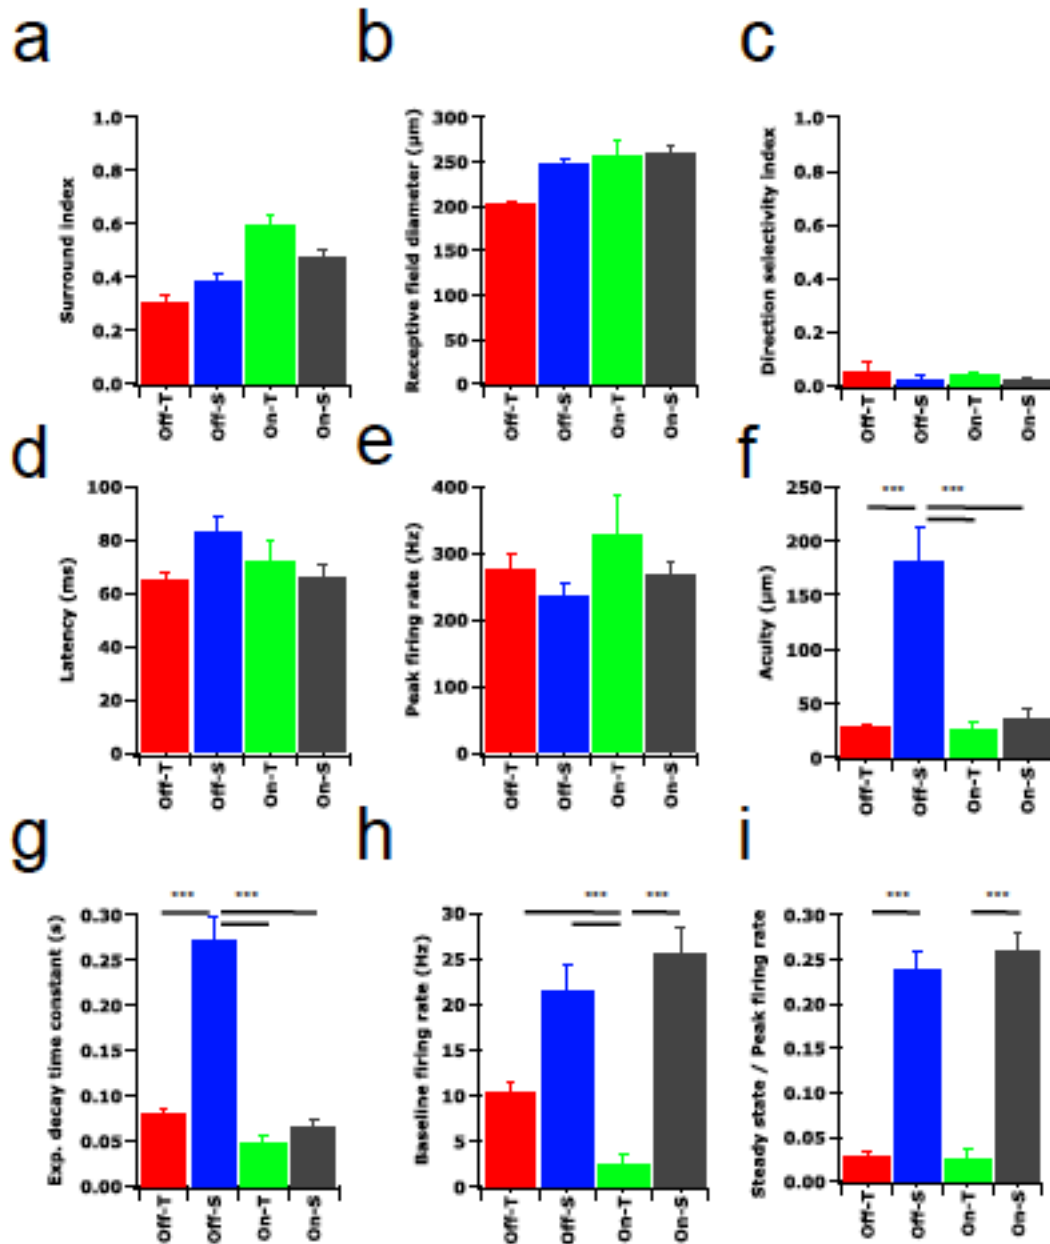 a b c
Surround index
1.0
0.8
0.6
0.4
0.2
0.0
Off-T Off-S On-T On-S
Receptive field diameter (μm)
300
250
200
150
100
50
0
Off-T Off-S On-T On-S
Direction selectivity index
1.0
0.8
0.6
0.4
0.2
0.0
Off-T Off-S On-T On-S
d e f
Latency (ms)
100
80
60
40
20
0
Off-T Off-S On-T On-S
Peak firing rate (Hz)
400
300
200
100
0
Off-T Off-S On-T On-S
*** ***
Acuity (μm)
250
200
150
100
50
0
Off-T Off-S On-T On-S
g h i
*** ***
Exp. decay time constant (s)
0.30
0.25
0.20
0.15
0.10
0.05
0.00
Off-T Off-S On-T On-S
*** ***
Baseline firing rate (Hz)
30
25
20
15
10
5
0
Off-T Off-S On-T On-S
*** ***
Steady state / Peak firing rate
0.30
0.25
0.20
0.15
0.10
0.05
0.00
Off-T Off-S On-T On-S